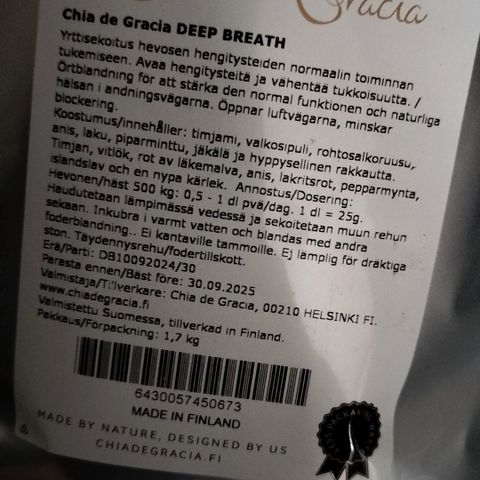 Gracia
Chia de Gracia DEEP BREATH
Yrttisekoitus hevosen hengitysteiden normaalin toiminnan
tukemiseen. Avaa hengitysteitä ja vähentää tukkoisuutta. /
Örtblandning för att stärka den normal funktionen och naturliga
hälsan i andningsvägarna. Öppnar luftvägarna, minskar
blockering.
Koostumus/innehåller: timjami, valkosipuli, rohtosalkoruusu,
anis, laku, piparminttu, jäkälä ja hyppysellinen rakkautta.
Timjan, vitlök, rot av läkemalva, anis, lakritsrot, pepparmynta,
islandslav och en nypa kärlek. Annostus/Dosering:
Hevonen/häst 500 kg: 0,5 - 1 dl pvä/dag. 1 dl = 25g.
Haudutetaan lämpimässä vedessä ja sekoitetaan muun rehun
sekaan. Inkubra i varmt vatten och blandas med andra
foderblandning.. Ei kantaville tammoille. Ej lämplig för dräktiga
ston. Täydennysrehu/fodertillskott.
Erä/Parti: DB10092024/30
Parasta ennen/Bäst före: 30.09.2025
Valmistaja/Tillverkare: Chia de Gracia, 00210 HELSINKI FI.
www.chiadegracia.fi
Valmistettu Suomessa, tillverkad in Finland.
Pakkaus/Förpackning: 1,7 kg
6430057450673
MADE IN FINLAND
MADE BY NATURE, DESIGNED BY US
CHIADEGRACIA.FI